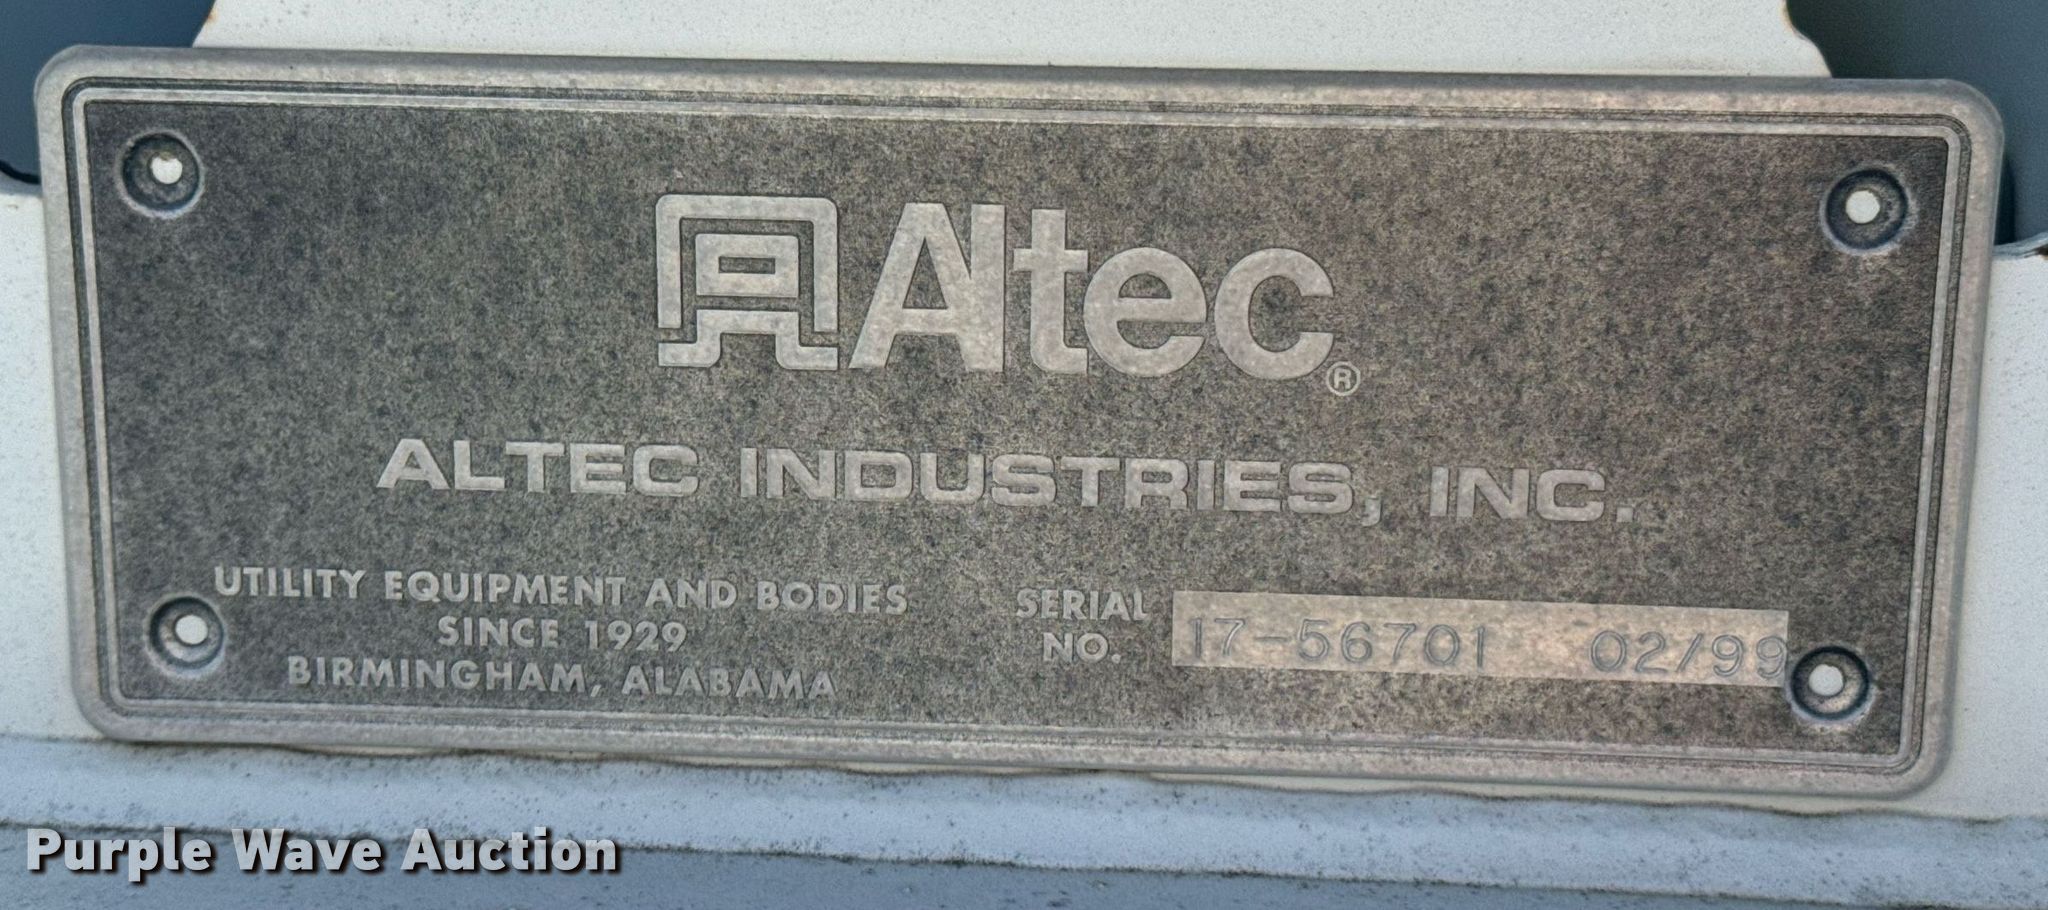 Altec®
ALTEC INDUSTRIES, INC.
UTILITY EQUIPMENT AND BODIES
SINCE 1929
BIRMINGHAM, ALABAMA
SERIAL
NO.
17-56701 02/99
Purple Wave Auction